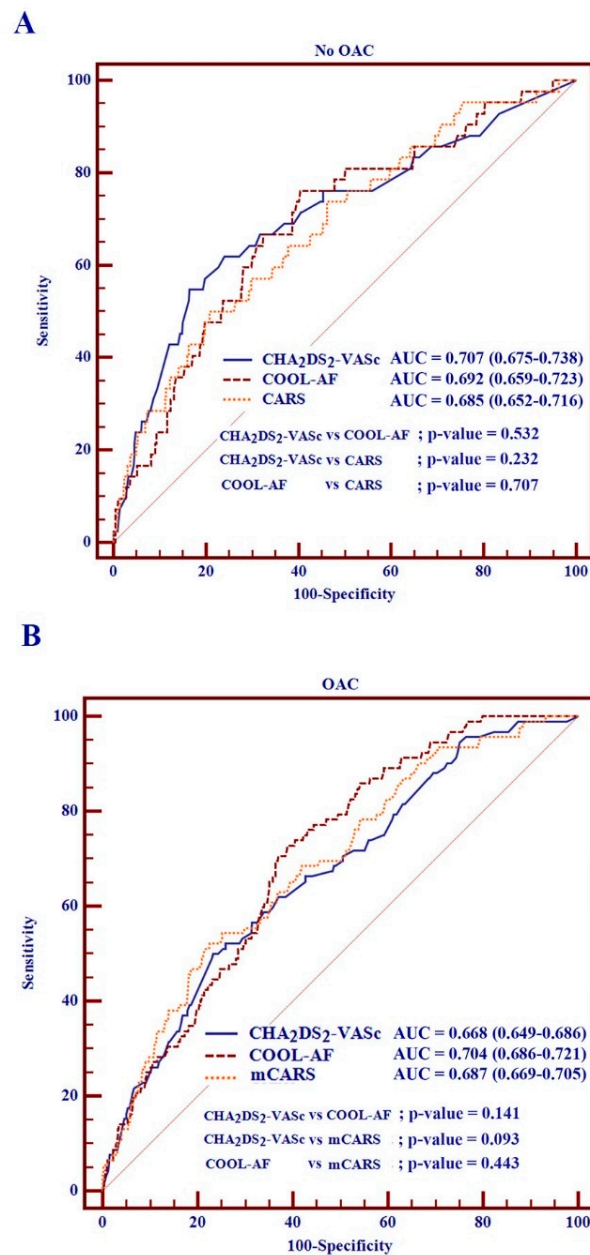 A
No OAC
100
80
60
40
20
0
Sensitivity
CHA2DS2-VASc AUC = 0.707 (0.675-0.738)
COOL-AF AUC = 0.692 (0.659-0.723)
CARS AUC = 0.685 (0.652-0.716)
CHA2DS2-VASc vs COOL-AF ; p-value = 0.532
CHA2DS2-VASc vs CARS ; p-value = 0.232
COOL-AF vs CARS ; p-value = 0.707
0 20 40 60 80 100
100-Specificity
B
OAC
100
80
60
40
20
0
Sensitivity
CHA2DS2-VASc AUC = 0.668 (0.649-0.686)
COOL-AF AUC = 0.704 (0.686-0.721)
mCARS AUC = 0.687 (0.669-0.705)
CHA2DS2-VASc vs COOL-AF ; p-value = 0.141
CHA2DS2-VASc vs mCARS ; p-value = 0.093
COOL-AF vs mCARS ; p-value = 0.443
0 20 40 60 80 100
100-Specificity